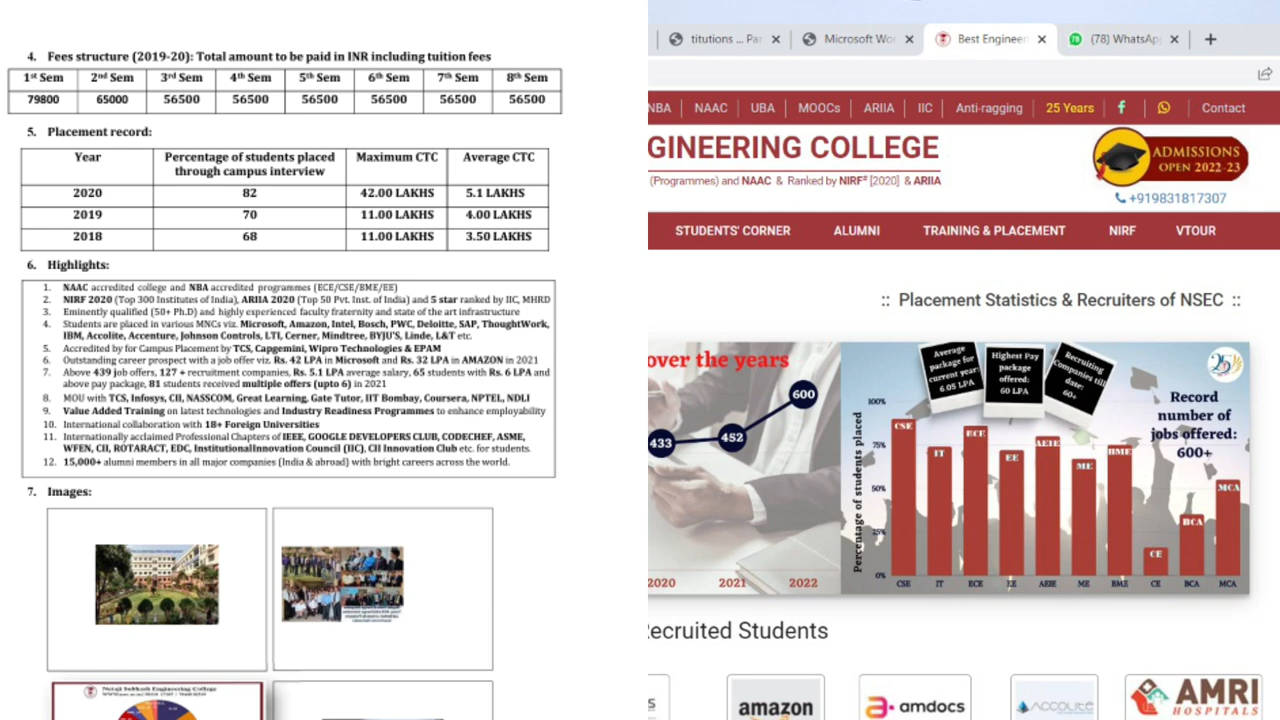 4. Fees structure (2019-20): Total amount to be paid in INR including tuition fees
1st Sem 2nd Sem 3rd Sem 4th Sem 5th Sem 6th Sem 7th Sem 8th Sem
79800 65000 56500 56500 56500 56500 56500 56500
5. Placement record:
Year Percentage of students placed through campus interview Maximum CTC Average CTC
2020 82 42.00 LAKHS 5.1 LAKHS
2019 70 11.00 LAKHS 4.00 LAKHS
2018 68 11.00 LAKHS 3.50 LAKHS
6. Highlights:
1. NAAC accredited college and NBA accredited programmes (ECE/CSE/BME/EE)
2. NIRF 2020 (Top 300 Institutes of India), ARIIA 2020 (Top 50 Pvt. Inst. of India) and 5 star ranked by IIC, MHRD
3. Eminently qualified (50+ Ph.D) and highly experienced faculty fraternity and state of the art infrastructure
4. Students are placed in various MNCs viz. Microsoft, Amazon, Intel, Bosch, PWC, Deloitte, SAP, ThoughtWork,
IBM, Accolite, Accenture, Johnson Controls, LTI, Cerner, Mindtree, BYJU'S, Linde, L&T etc.
5. Accredited by for Campus Placement by TCS, Capgemini, Wipro Technologies & EPAM
6. Outstanding career prospect with a job offer viz. Rs. 42 LPA in Microsoft and Rs. 32 LPA in AMAZON in 2021
7. Above 439 job offers, 127 + recruitment companies, Rs. 5.1 LPA average salary, 65 students with Rs. 6 LPA and
above pay package, 81 students received multiple offers (upto 6) in 2021
8. MOU with TCS, Infosys, CII, NASSCOM, Great Learning, Gate Tutor, IIT Bombay, Coursera, NPTEL, NDLI
9. Value Added Training on latest technologies and Industry Readiness Programmes to enhance employability
10. International collaboration with 18+ Foreign Universities
11. Internationally acclaimed Professional Chapters of IEEE, GOOGLE DEVELOPERS CLUB, CODECHEF, ASME,
WFEN, CII, ROTARACT, EDC, InstitutionalInnovation Council (IIC), CII Innovation Club etc. for students.
12. 15,000+ alumni members in all major companies (India & abroad) with bright careers across the world.
7. Images:
Netaji Subhash Engineering College
titutions ... Par Microsoft Wor Best Engineer (78) WhatsAp
NBA NAAC UBA MOOCs ARIIA IIC Anti-ragging 25 Years Contact
GINEERING COLLEGE
(Programmes) and NAAC & Ranked by NIRF# [2020] & ARIIA
ADMISSIONS
OPEN 2022-23
+919831817307
STUDENTS' CORNER ALUMNI TRAINING & PLACEMENT NIRF VTOUR
:: Placement Statistics & Recruiters of NSEC ::
over the years
433 452 600
2020 2021 2022
Average
package for
current year:
6.05 LPA
Highest Pay
package
offered:
60 LPA
Recruiting
Companies till
date:
60+
25
Record
number of
jobs offered:
600+
Percentage of students placed
100%
75%
50%
25%
0%
CSE IT ECE EE AEIE ME BME CE BCA MCA
CSE IT ECE EE AEIE ME BME CE BCA MCA
Recruited Students
amazon
amdocs
ACCOLITE
AMRI
HOSPITALS